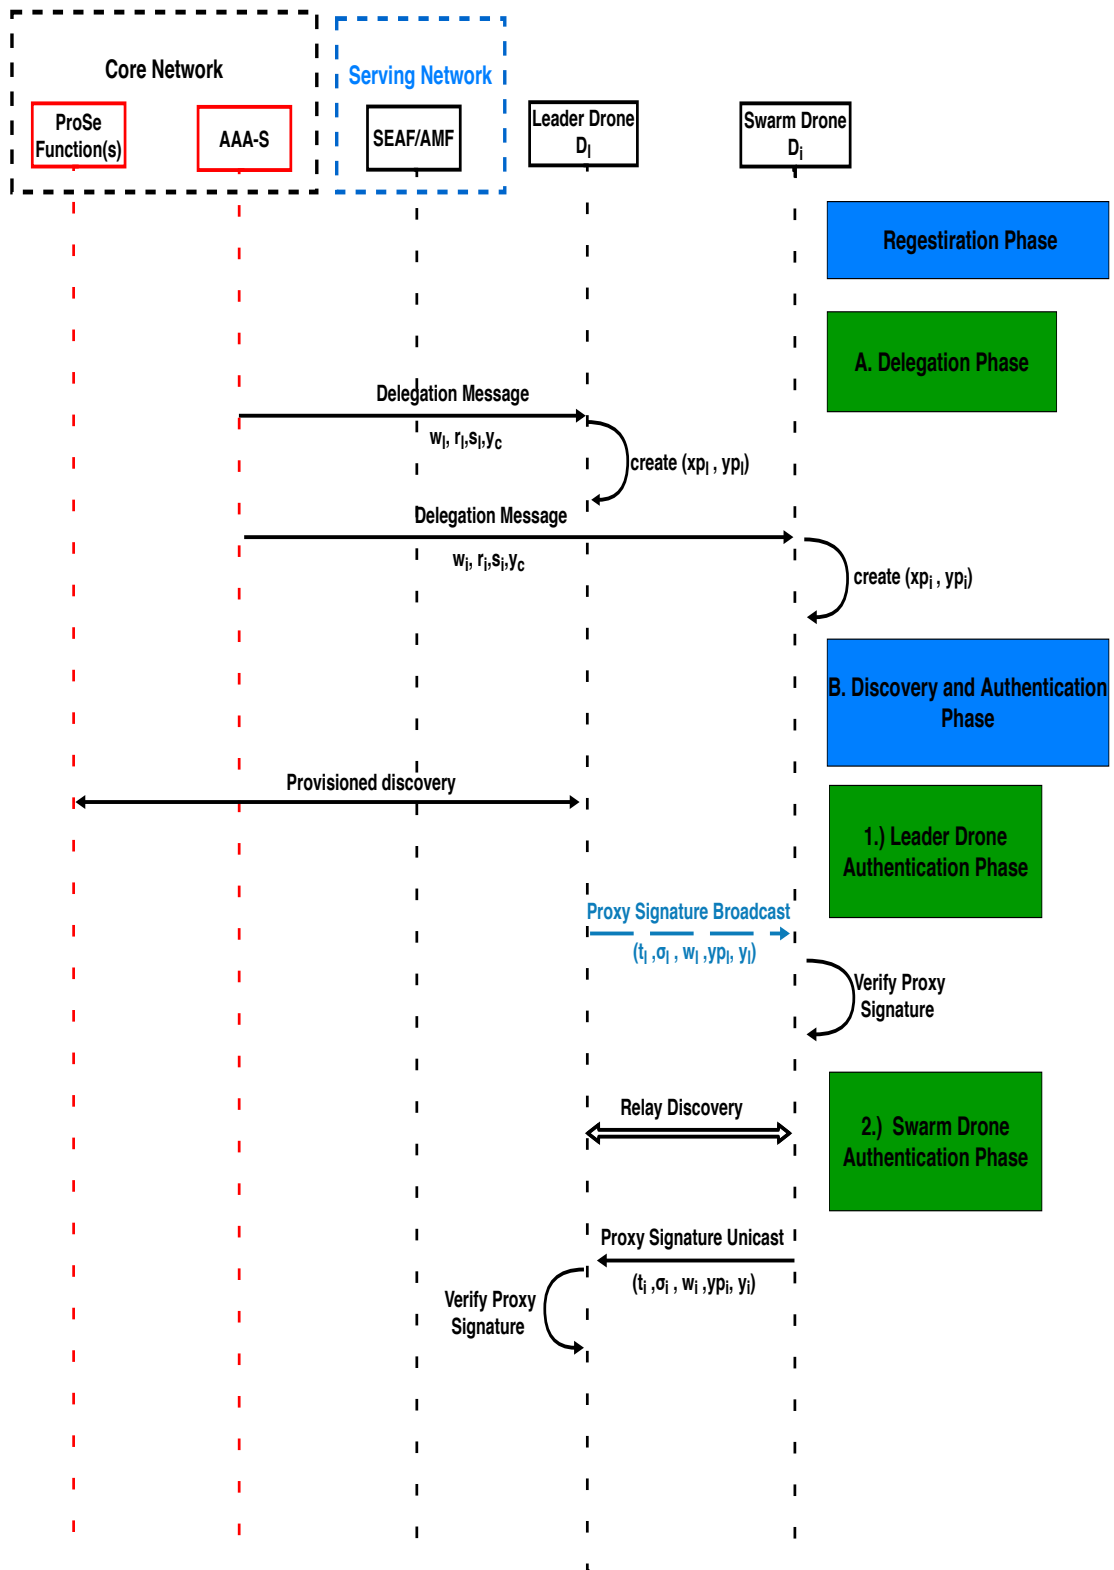 Core Network
Serving Network
ProSe
Function(s)
AAA-S
SEAF/AMF
Leader Drone
Dl
Swarm Drone
Di
Regestiration Phase
A. Delegation Phase
Delegation Message
wl, rl,sl,yc
create (xpl , ypl)
Delegation Message
wi, ri,si,yc
create (xpi , ypi)
B. Discovery and Authentication
Phase
Provisioned discovery
1.) Leader Drone
Authentication Phase
Proxy Signature Broadcast
(tl ,σl , wl ,ypl, yl)
Verify Proxy
Signature
Relay Discovery
2.) Swarm Drone
Authentication Phase
Proxy Signature Unicast
(ti ,σi , wi ,ypi, yi)
Verify Proxy
Signature